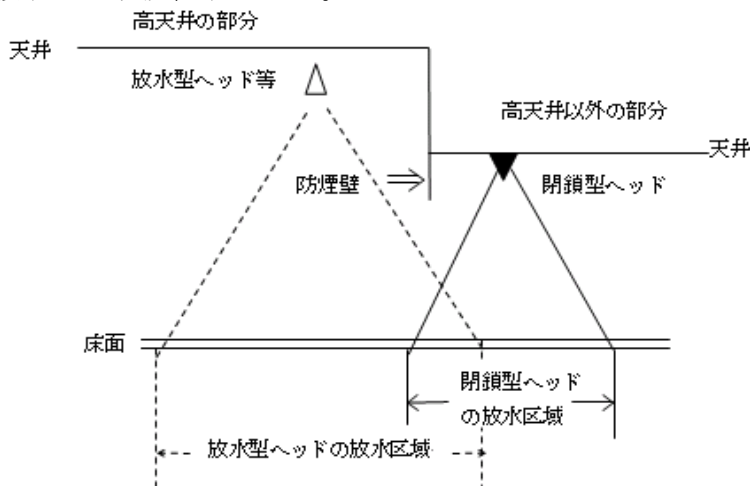 高天井の部分
天井
放水型ヘッド等
高天井以外の部分
天井
防煙壁
閉鎖型ヘッド
床面
閉鎖型ヘッド
の放水区域
放水型ヘッドの放水区域